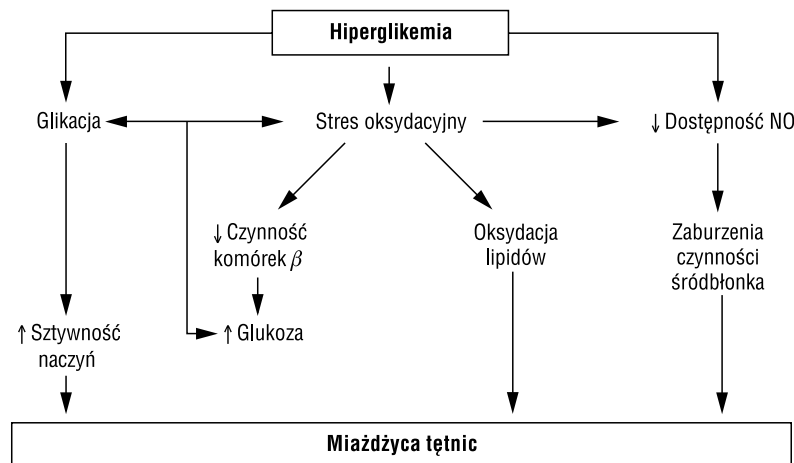 Hiperglikemia
Glikacja
Stres oksydacyjny
↓ Dostępność NO
↓ Czynność
komórek β
Oksydacja
lipidów
Zaburzenia
czynności
śródbłonka
↑ Sztywność
naczyń
↑ Glukoza
Miażdżyca tętnic